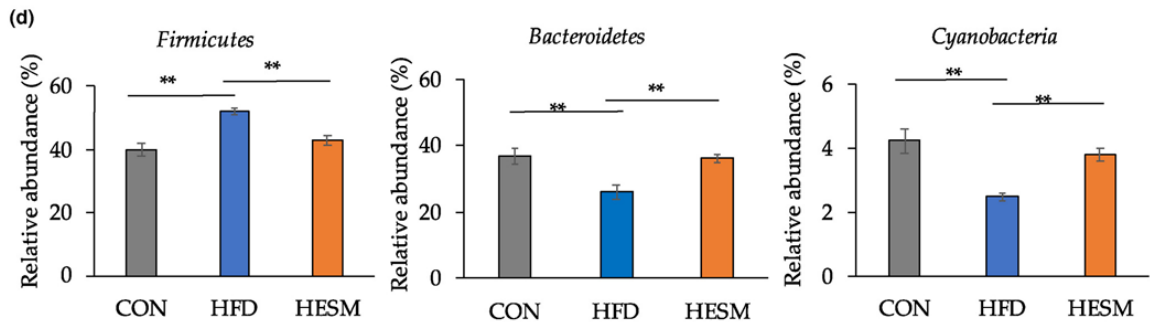 (d)
Firmicutes
Relative abundance (%)
60
40
20
0
**
**
CON HFD HESM
Bacteroidetes
Relative abundance (%)
60
40
20
0
**
**
CON HFD HESM
Cyanobacteria
Relative abundance (%)
6
4
2
0
**
**
CON HFD HESM